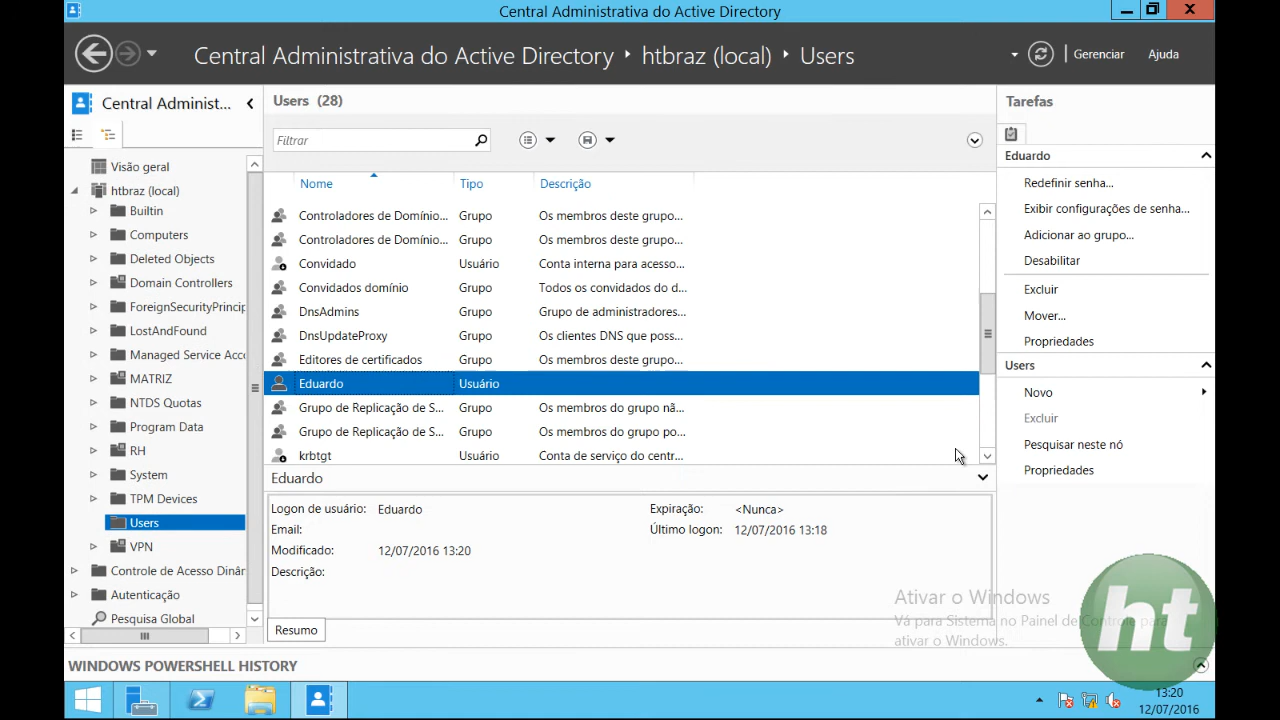 Central Administrativa do Active Directory
Central Administrativa do Active Directory ‣ htbraz (local) ‣ Users
Gerenciar
Ajuda
Central Administ...
Visão geral
htbraz (local)
Builtin
Computers
Deleted Objects
Domain Controllers
ForeignSecurityPrincip
LostAndFound
Managed Service Acco
MATRIZ
NTDS Quotas
Program Data
RH
System
TPM Devices
Users
VPN
Controle de Acesso Dinâr
Autenticação
Pesquisa Global
Users (28)
Filtrar
Nome Tipo Descrição
Controladores de Domínio... Grupo Os membros deste grupo...
Controladores de Domínio... Grupo Os membros deste grupo...
Convidado Usuário Conta interna para acesso...
Convidados domínio Grupo Todos os convidados do d...
DnsAdmins Grupo Grupo de administradores...
DnsUpdateProxy Grupo Os clientes DNS que poss...
Editores de certificados Grupo Os membros deste grupo...
Eduardo Usuário
Grupo de Replicação de S... Grupo Os membros do grupo nã...
Grupo de Replicação de S... Grupo Os membros do grupo po...
krbtgt Usuário Conta de serviço do centr...
Eduardo
Logon de usuário: Eduardo Expiração: <Nunca>
Email: Último logon: 12/07/2016 13:18
Modificado: 12/07/2016 13:20
Descrição:
Resumo
Tarefas
Eduardo
Redefinir senha...
Exibir configurações de senha...
Adicionar ao grupo...
Desabilitar
Excluir
Mover...
Propriedades
Users
Novo
Excluir
Pesquisar neste nó
Propriedades
Ativar o Windows
Vá para Sistema no Painel de Controle para
ativar o Windows.
ht
WINDOWS POWERSHELL HISTORY
13:20
12/07/2016